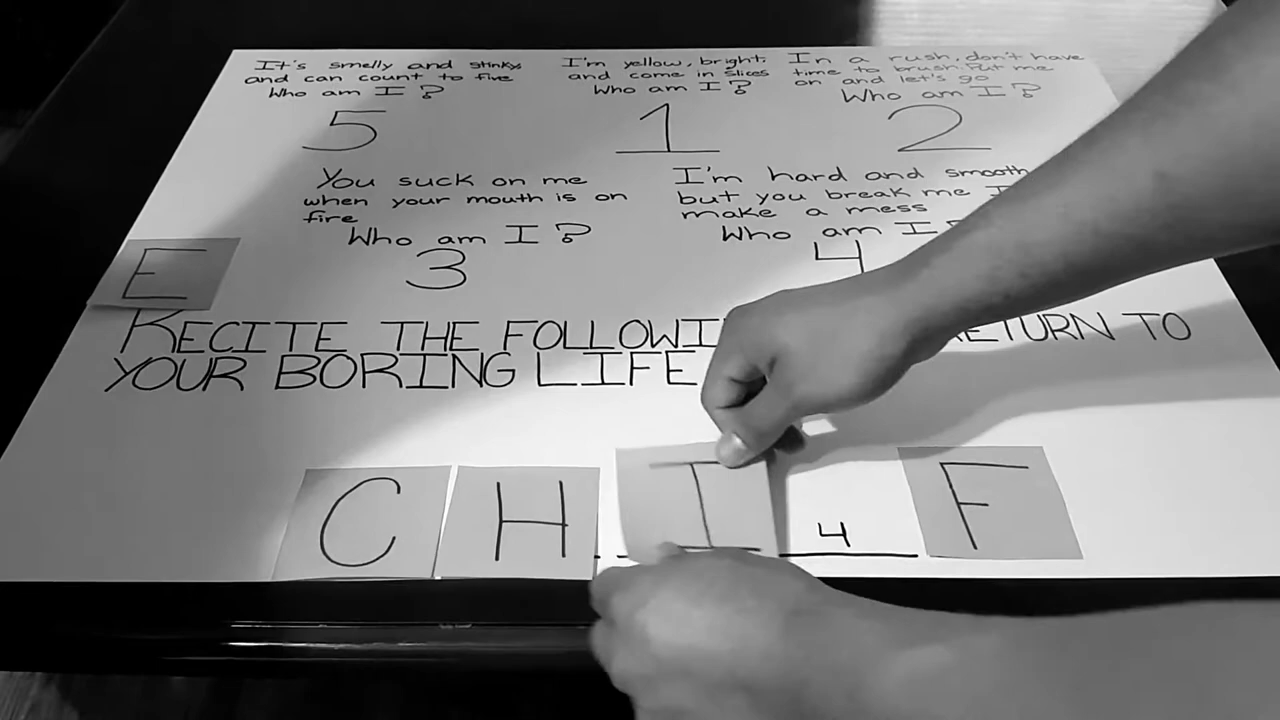 It's smelly and stinky
and can count to five
Who am I?
5
I'm yellow, bright,
and come in slices
Who am I?
1
In a rush, don't have
time to brush. Put me
on and let's go
Who am I?
2
You suck on me
when your mouth is on
fire
Who am I?
3
I'm hard and smooth
but you break me I
make a mess
Who am I?
4
E
RECITE THE FOLLOWI ETURN TO
YOUR BORING LIFE
C H I 4 F